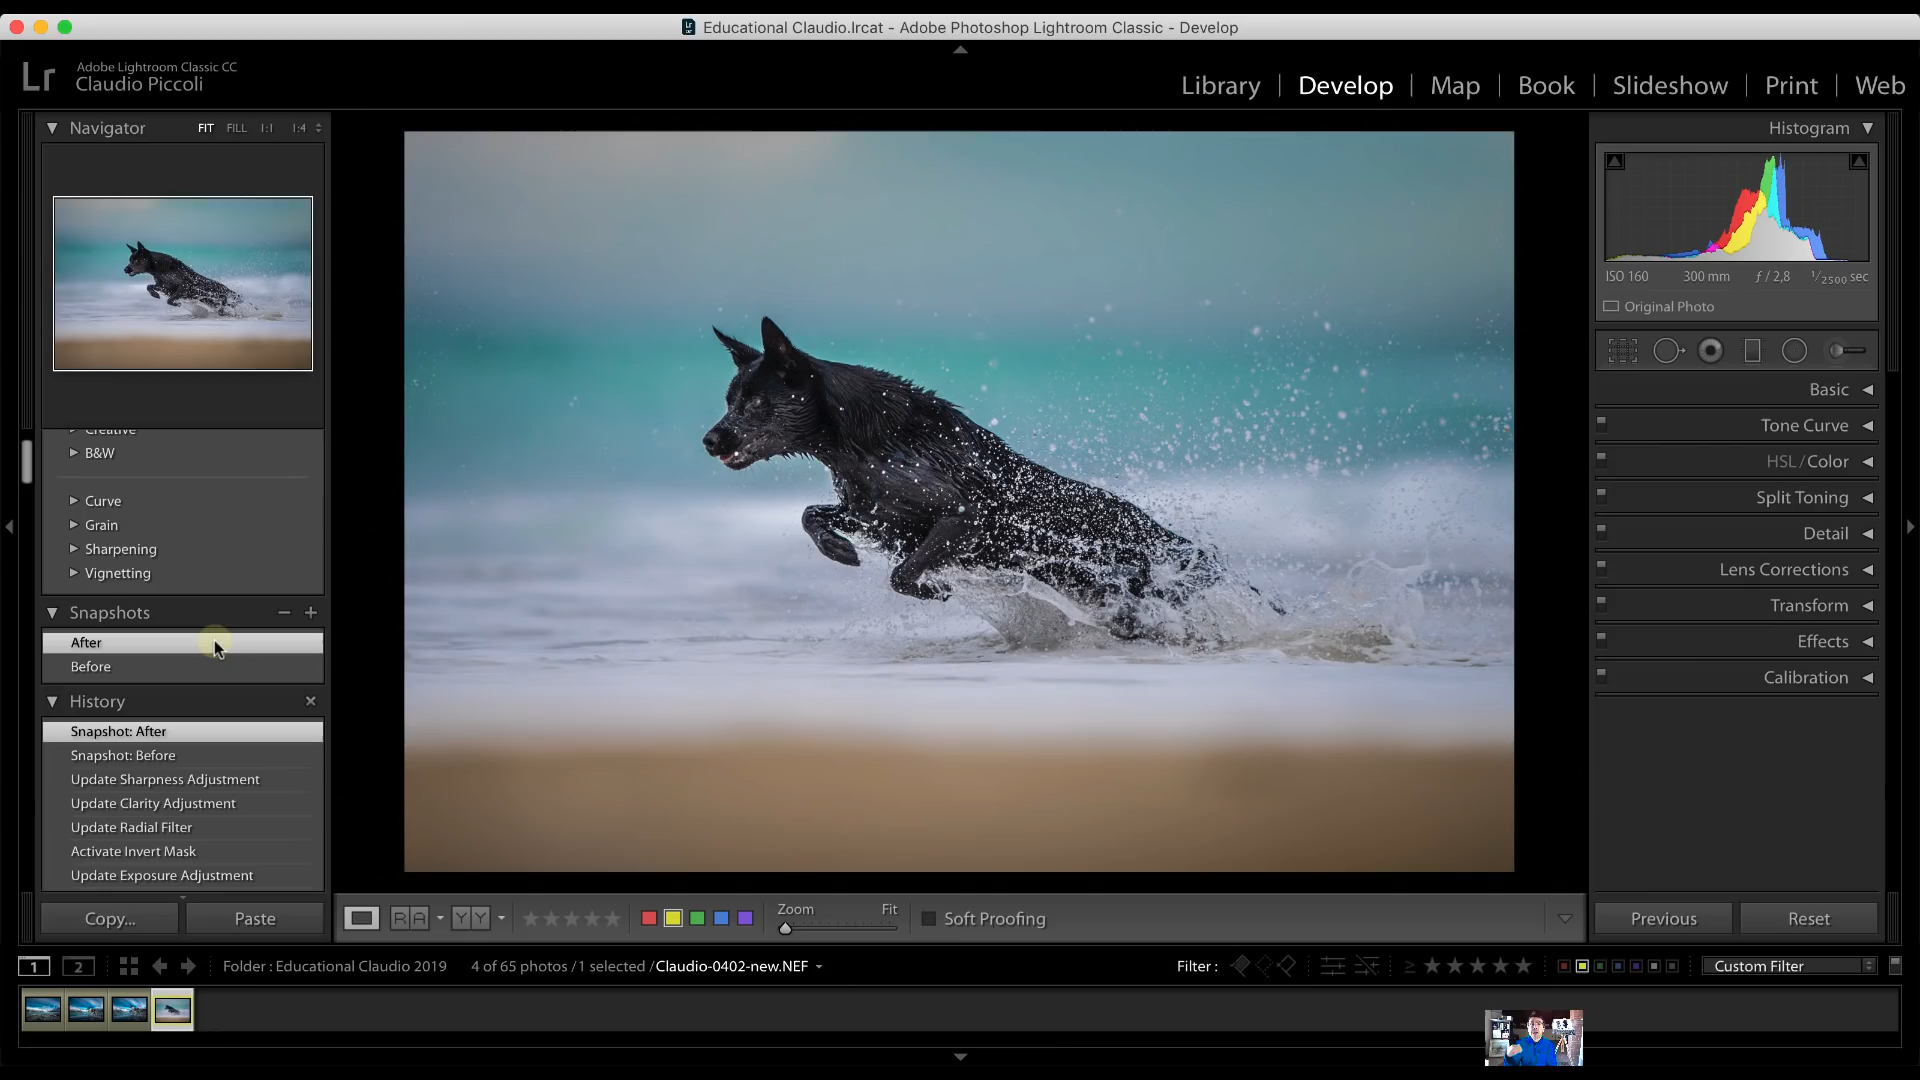 Educational Claudio.lrcat - Adobe Photoshop Lightroom Classic - Develop
Lr
Adobe Lightroom Classic CC
Claudio Piccoli
Library | Develop | Map | Book | Slideshow | Print | Web
Navigator FIT FILL 1:1 1:4
Creative
B&W
Curve
Grain
Sharpening
Vignetting
Snapshots − +
After
Before
History ×
Snapshot: After
Snapshot: Before
Update Sharpness Adjustment
Update Clarity Adjustment
Update Radial Filter
Activate Invert Mask
Update Exposure Adjustment
Copy... Paste
Histogram
ISO 160 300 mm ƒ / 2,8 1/2500 sec
Original Photo
Basic
Tone Curve
HSL / Color
Split Toning
Detail
Lens Corrections
Transform
Effects
Calibration
Previous Reset
R A Y Y Zoom Fit Soft Proofing
1 2 Folder : Educational Claudio 2019 4 of 65 photos / 1 selected / Claudio-0402-new.NEF Filter : ≥ Custom Filter